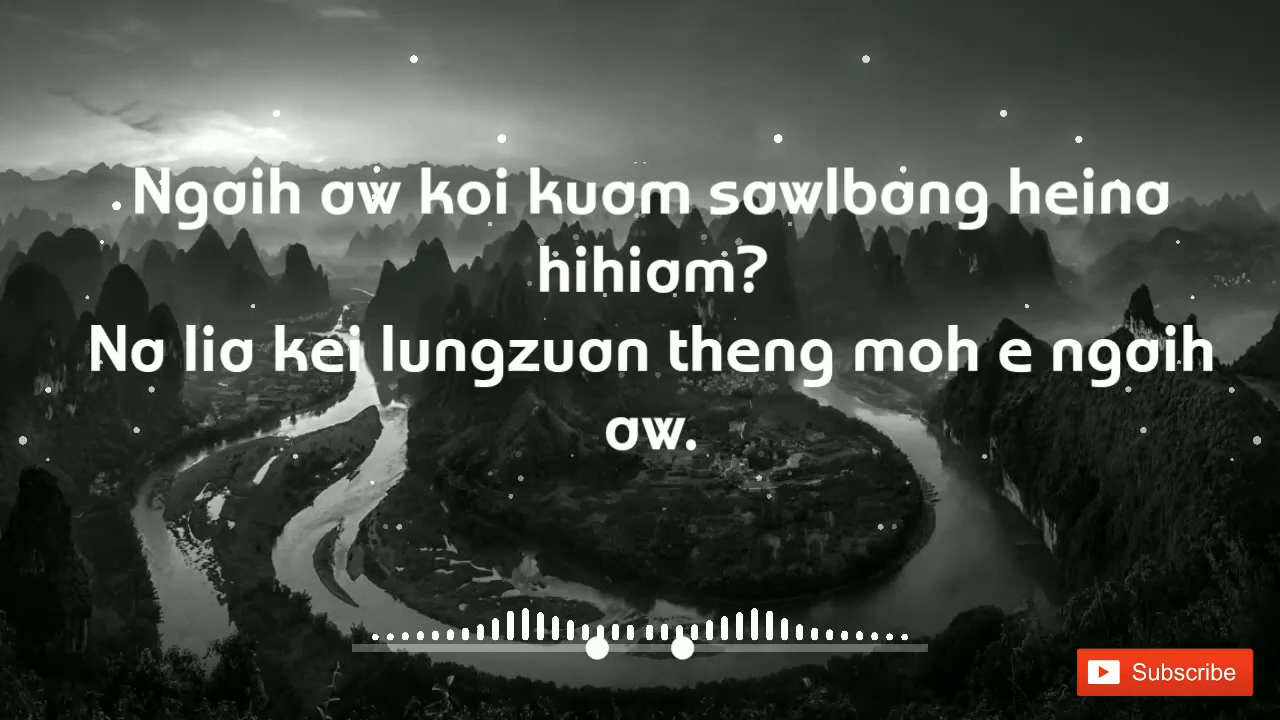 Ngaih aw koi kuam sawlbang heina
hihiam?
Na lia kei lungzuan theng moh e ngaih
aw.
Subscribe